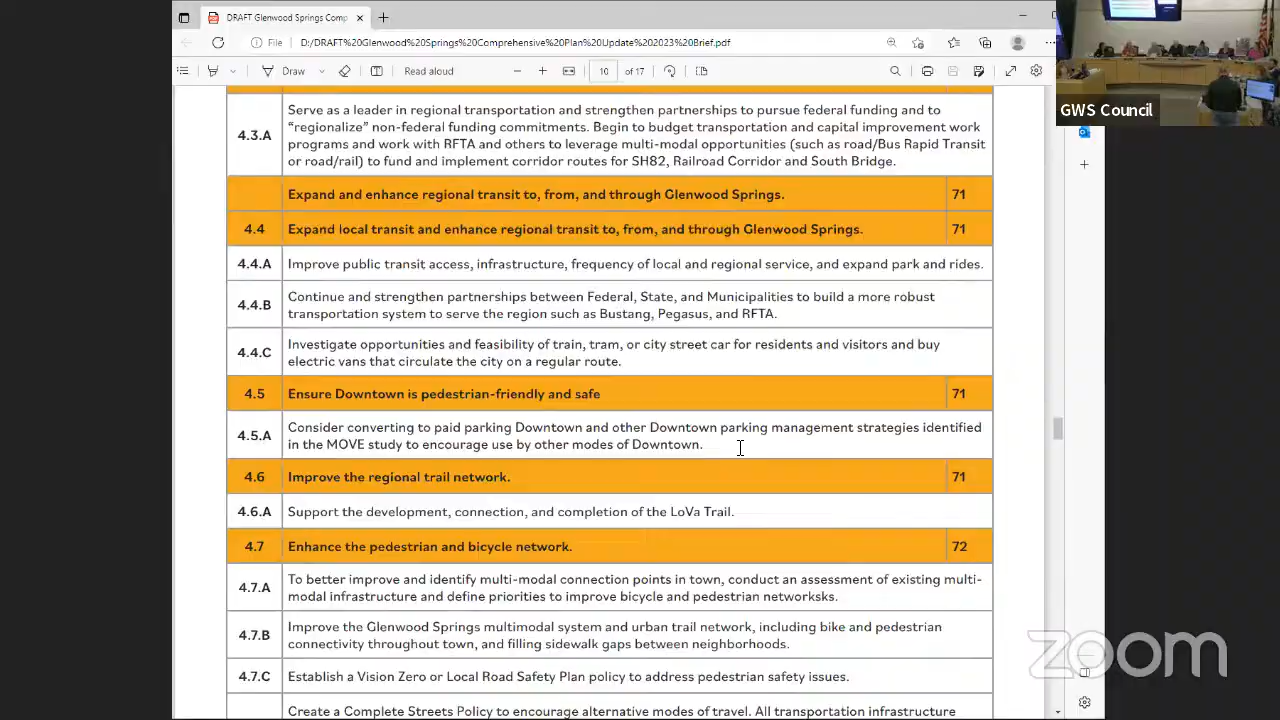 DRAFT Glenwood Springs Comp
File
D:/DRAFT%20Glenwood%20Springs%20Comprehensive%20Plan%20Update%202023%20Brief.pdf
Draw
Read aloud
10 of 17
GWS Council
4.3.A
Serve as a leader in regional transportation and strengthen partnerships to pursue federal funding and to
“regionalize” non-federal funding commitments. Begin to budget transportation and capital improvement work
programs and work with RFTA and others to leverage multi-modal opportunities (such as road/Bus Rapid Transit
or road/rail) to fund and implement corridor routes for SH82, Railroad Corridor and South Bridge.
Expand and enhance regional transit to, from, and through Glenwood Springs. 71
4.4 Expand local transit and enhance regional transit to, from, and through Glenwood Springs. 71
4.4.A Improve public transit access, infrastructure, frequency of local and regional service, and expand park and rides.
4.4.B
Continue and strengthen partnerships between Federal, State, and Municipalities to build a more robust
transportation system to serve the region such as Bustang, Pegasus, and RFTA.
4.4.C
Investigate opportunities and feasibility of train, tram, or city street car for residents and visitors and buy
electric vans that circulate the city on a regular route.
4.5 Ensure Downtown is pedestrian-friendly and safe 71
4.5.A
Consider converting to paid parking Downtown and other Downtown parking management strategies identified
in the MOVE study to encourage use by other modes of Downtown.
4.6 Improve the regional trail network. 71
4.6.A Support the development, connection, and completion of the LoVa Trail.
4.7 Enhance the pedestrian and bicycle network. 72
4.7.A
To better improve and identify multi-modal connection points in town, conduct an assessment of existing multi-
modal infrastructure and define priorities to improve bicycle and pedestrian networksks.
4.7.B
Improve the Glenwood Springs multimodal system and urban trail network, including bike and pedestrian
connectivity throughout town, and filling sidewalk gaps between neighborhoods.
4.7.C Establish a Vision Zero or Local Road Safety Plan policy to address pedestrian safety issues.
Create a Compete Streets Policy to encourage alternative modes of travel. All transportation infrastructure
zoom